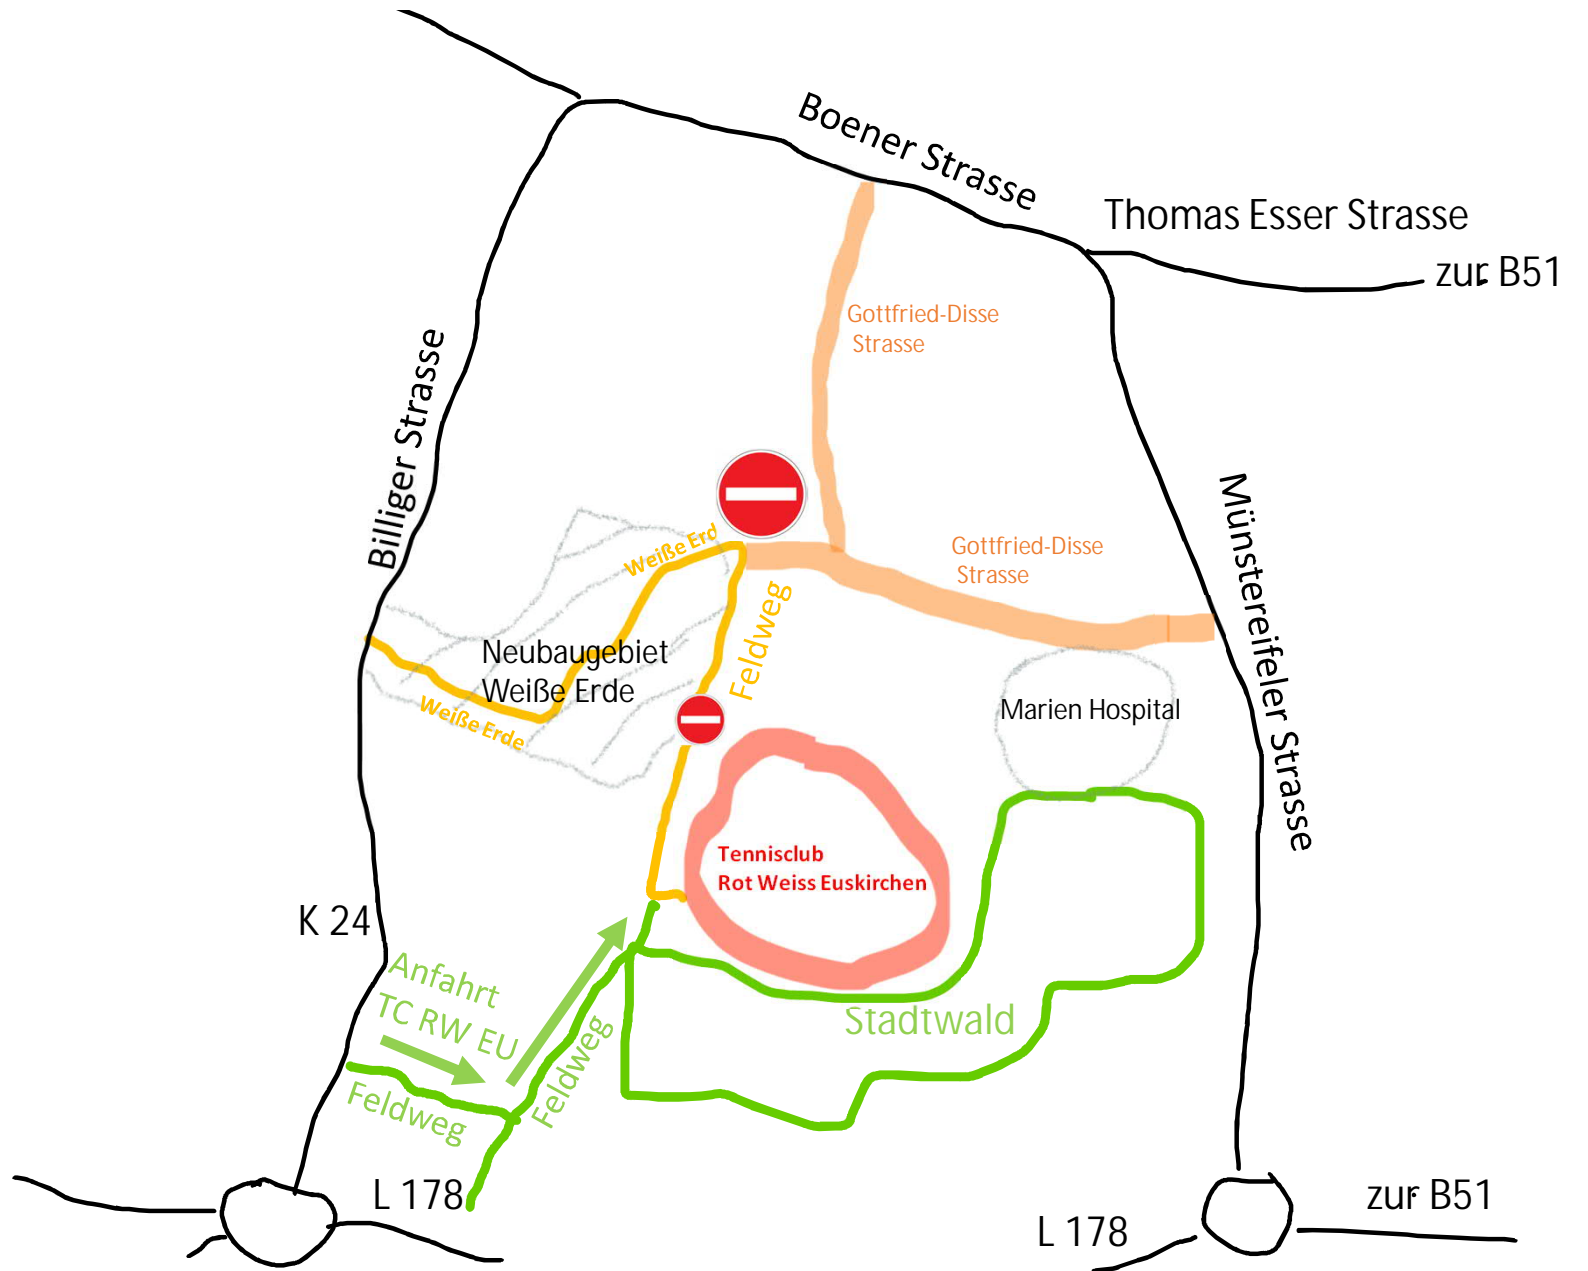 Boener Strasse
Thomas Esser Strasse
zur B51
Gottfried-Disse
Strasse
Billiger Strasse
Münstereifeler Strasse
Weiße Erd
Gottfried-Disse
Strasse
Feldweg
Neubaugebiet
Weiße Erde
Weiße Erde
Marien Hospital
Tennisclub
Rot Weiss Euskirchen
K 24
Anfahrt
TC RW EU
Stadtwald
Feldweg
Feldweg
L 178
zur B51
L 178